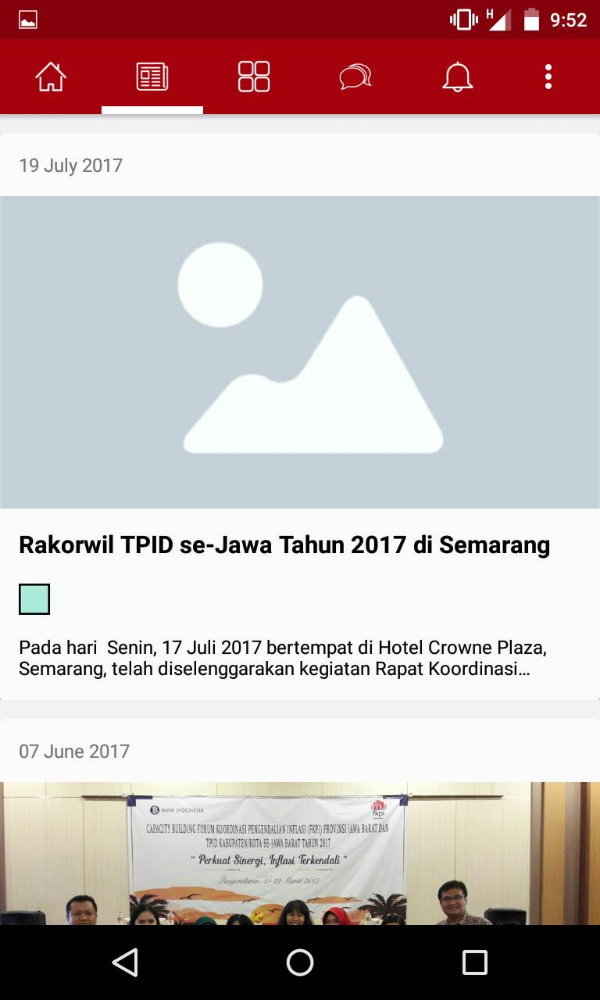 H 9:52
19 July 2017
Rakorwil TPID se-Jawa Tahun 2017 di Semarang
Pada hari  Senin, 17 Juli 2017 bertempat di Hotel Crowne Plaza,
Semarang, telah diselenggarakan kegiatan Rapat Koordinasi…
07 June 2017
BANK INDONESIA
fkpi
CAPACITY BUILDING FORUM KOORDINASI PENGENDALIAN INFLASI (FKPI) PROVINSI JAWA BARAT DAN
TPID KABUPATEN/KOTA SE-JAWA BARAT TAHUN 2017
“ Perkuat Sinergi, Inflasi Terkendali ”
Pangandaran, 21-22 Maret 2017